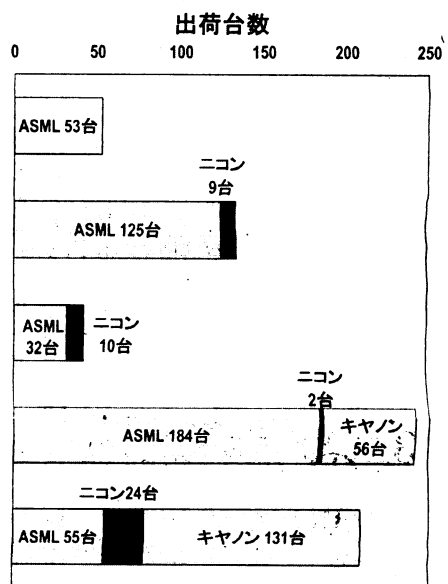 出荷台数
0 50 100 150 200 250
ASML 53台
ニコン
9台
ASML 125台
ASML
32台
ニコン
10台
ニコン
2台
ASML 184台
キヤノン
56台
ニコン24台
ASML 55台
キヤノン 131台